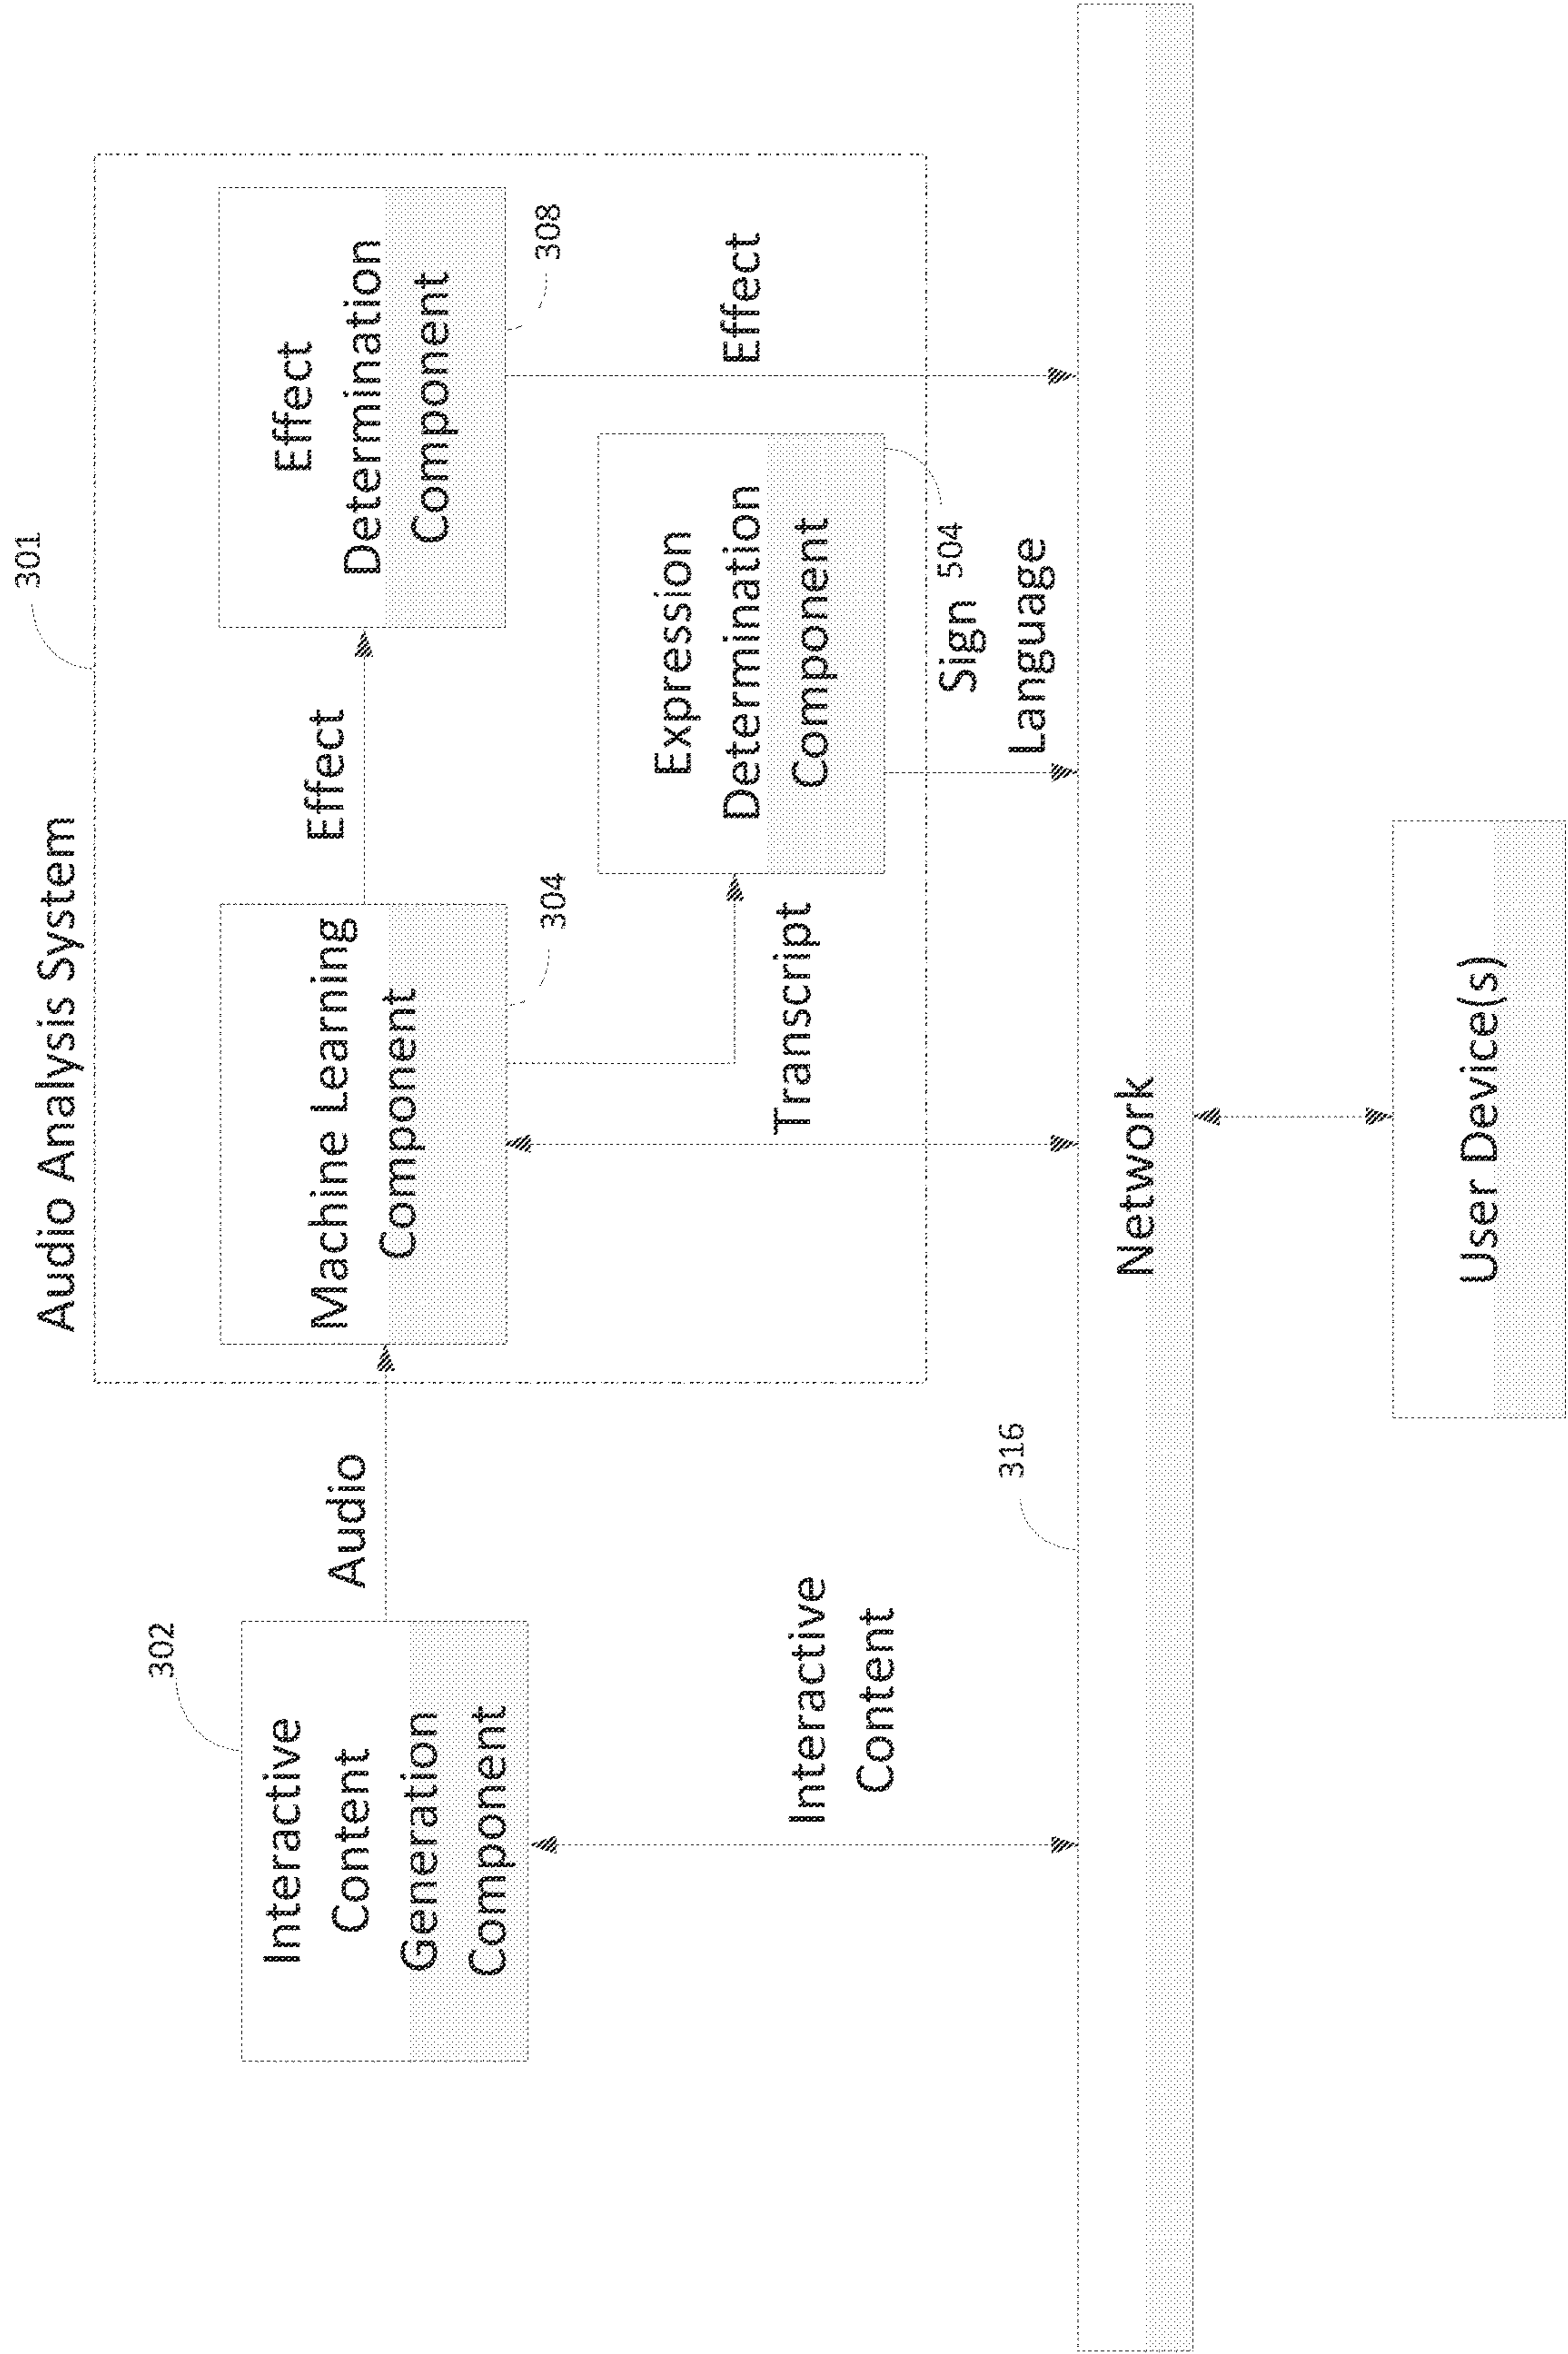 Audio Analysis System
301
302
Interactive
Content
Generation
Component
Audio
Machine Learning
Component
304
Effect
Effect
Determination
Component
308
Transcript
Expression
Determination
Component
504
Sign
Language
Effect
Interactive
Content
316
Network
User Device(s)